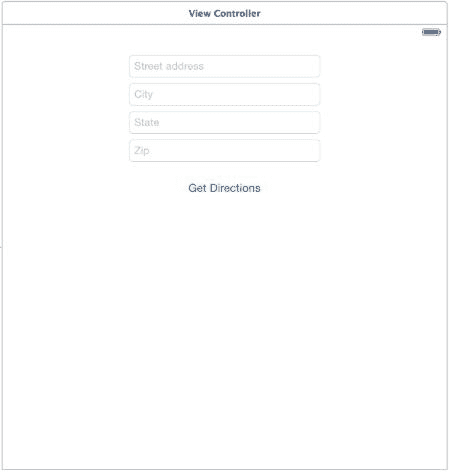 View Controller
Street address
City
State
Zip
Get Directions